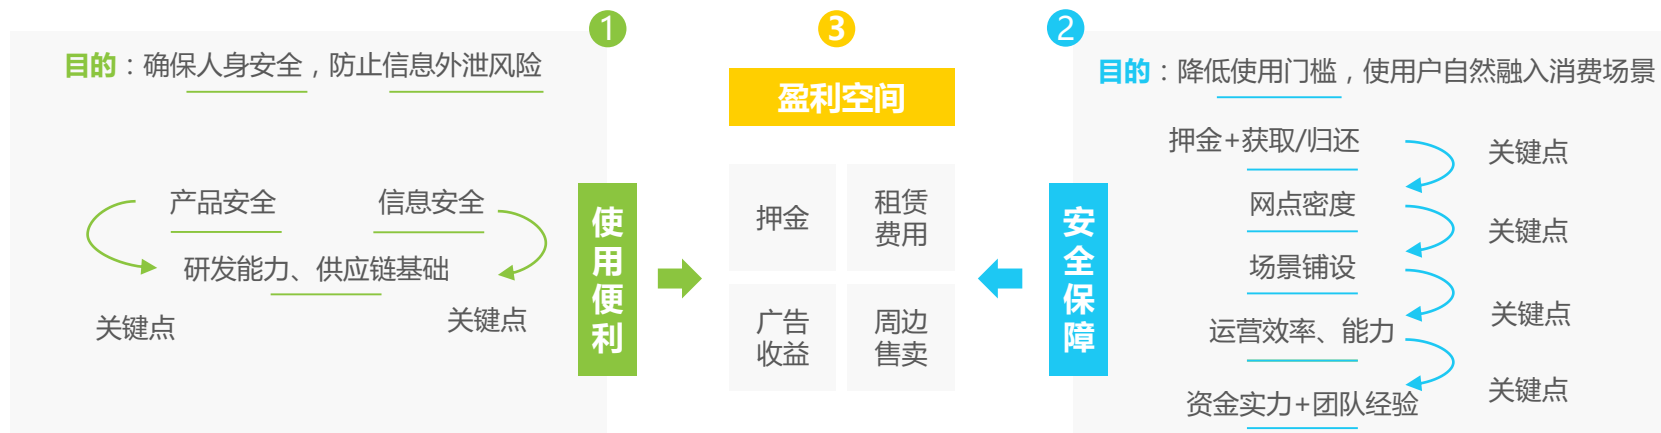 1
目的：确保人身安全，防止信息外泄风险
产品安全
信息安全
研发能力、供应链基础
关键点
关键点
使用便利
3
盈利空间
押金
租赁
费用
广告
收益
周边
售卖
2
目的：降低使用门槛，使用户自然融入消费场景
安全保障
押金+获取/归还
关键点
网点密度
关键点
场景铺设
关键点
运营效率、能力
关键点
资金实力+团队经验